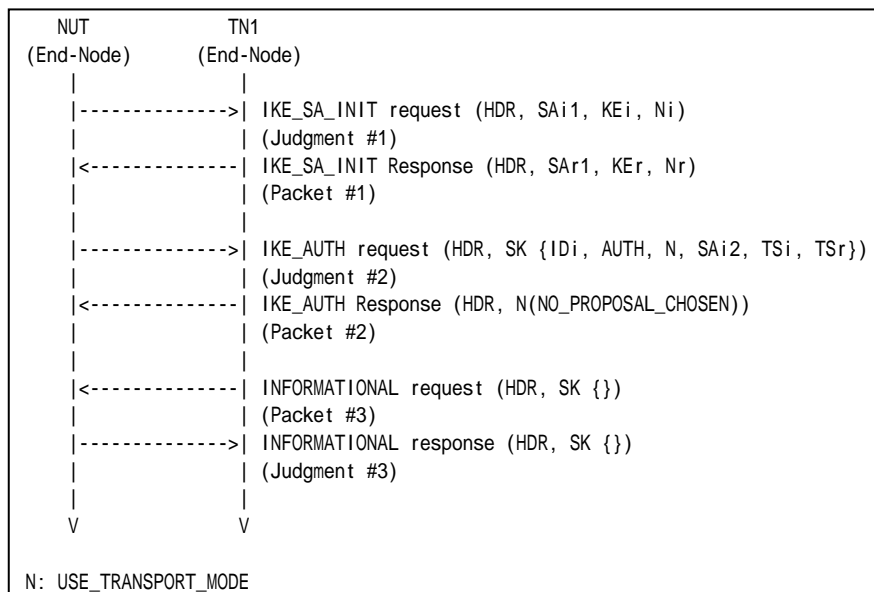 NUT TN1
(End-Node) (End-Node)
| |
|-------------->| IKE_SA_INIT request (HDR, SAi1, KEi, Ni)
| | (Judgment #1)
|<--------------| IKE_SA_INIT Response (HDR, SAr1, KEr, Nr)
| | (Packet #1)
| |
|-------------->| IKE_AUTH request (HDR, SK {IDi, AUTH, N, SAi2, TSi, TSr})
| | (Judgment #2)
|<--------------| IKE_AUTH Response (HDR, N(NO_PROPOSAL_CHOSEN))
| | (Packet #2)
| |
|<--------------| INFORMATIONAL request (HDR, SK {})
| | (Packet #3)
|-------------->| INFORMATIONAL response (HDR, SK {})
| | (Judgment #3)
| |
V V
N: USE_TRANSPORT_MODE